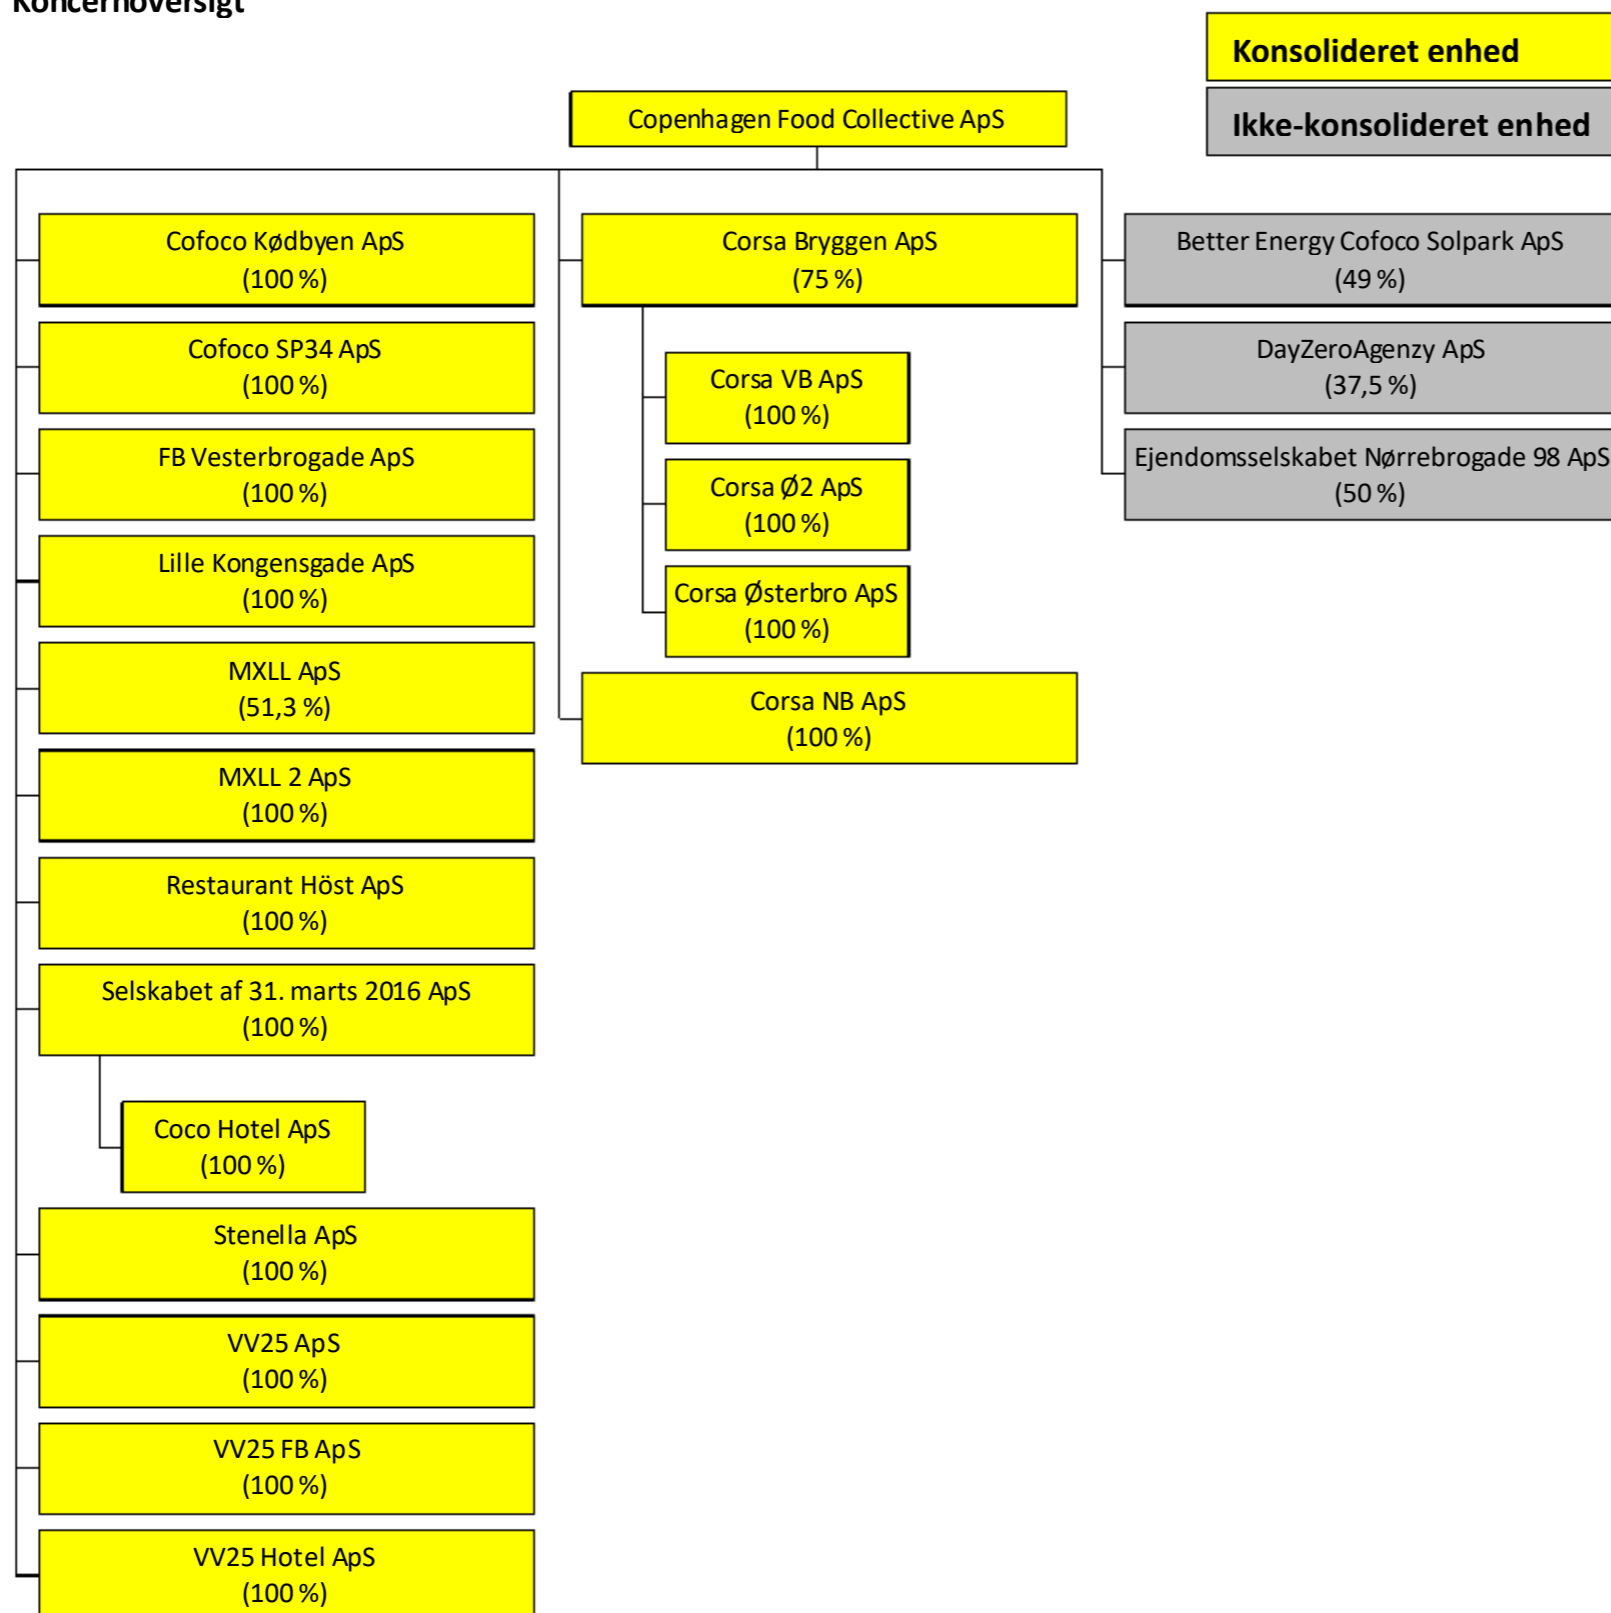 Koncernoversigt
Konsolideret enhed
Ikke-konsolideret enhed
Copenhagen Food Collective ApS
Cofoco Kødbyen ApS
(100 %)
Cofoco SP34 ApS
(100 %)
FB Vesterbrogade ApS
(100 %)
Lille Kongensgade ApS
(100 %)
MXLL ApS
(51,3 %)
MXLL 2 ApS
(100 %)
Restaurant Höst ApS
(100 %)
Selskabet af 31. marts 2016 ApS
(100 %)
Coco Hotel ApS
(100 %)
Stenella ApS
(100 %)
VV25 ApS
(100 %)
VV25 FB ApS
(100 %)
VV25 Hotel ApS
(100 %)
Corsa Bryggen ApS
(75 %)
Corsa VB ApS
(100 %)
Corsa Ø2 ApS
(100 %)
Corsa Østerbro ApS
(100 %)
Corsa NB ApS
(100 %)
Better Energy Cofoco Solpark ApS
(49 %)
DayZeroAgenzy ApS
(37,5 %)
Ejendomsselskabet Nørrebrogade 98 ApS
(50 %)